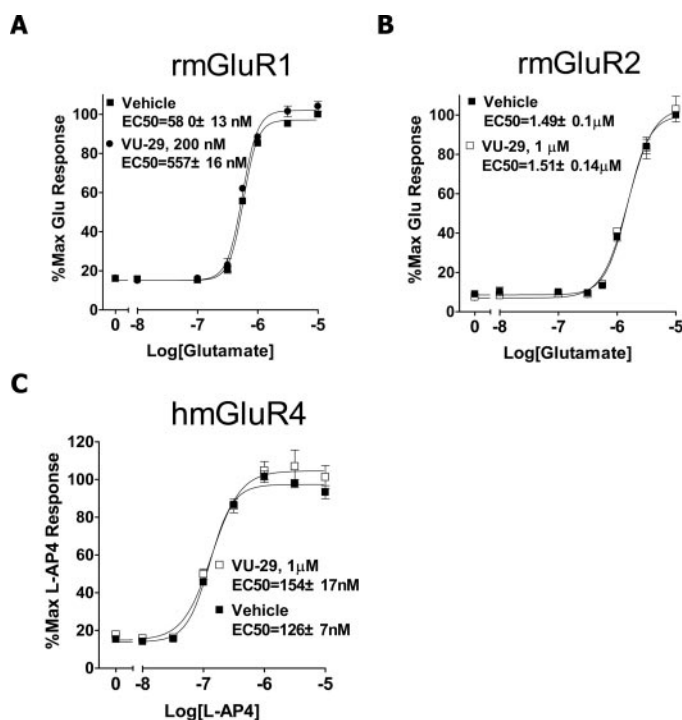 A
rmGluR1
Vehicle
EC50=58 0± 13 nM
VU-29, 200 nM
EC50=557± 16 nM
%Max Glu Response
100
80
60
40
20
0
0 -8 -7 -6 -5
Log[Glutamate]
B
rmGluR2
Vehicle
EC50=1.49± 0.1μM
VU-29, 1 μM
EC50=1.51± 0.14μM
%Max Glu Response
100
80
60
40
20
0
0 -8 -7 -6 -5
Log[Glutamate]
C
hmGluR4
VU-29, 1μM
EC50=154± 17nM
Vehicle
EC50=126± 7nM
%Max L-AP4 Response
120
100
80
60
40
20
0
0 -8 -7 -6 -5
Log[L-AP4]